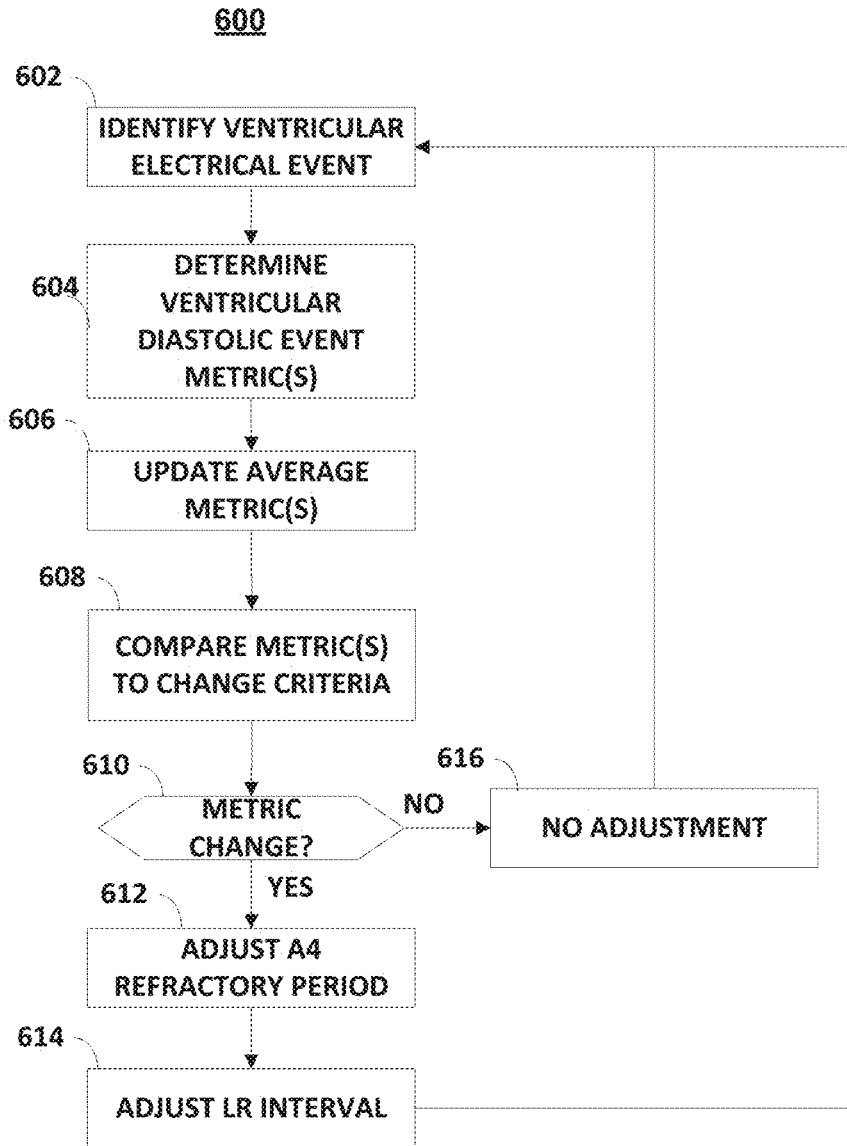 600
602
IDENTIFY VENTRICULAR
ELECTRICAL EVENT
604
DETERMINE
VENTRICULAR
DIASTOLIC EVENT
METRIC(S)
606
UPDATE AVERAGE
METRIC(S)
608
COMPARE METRIC(S)
TO CHANGE CRITERIA
610
METRIC
CHANGE?
NO
616
NO ADJUSTMENT
YES
612
ADJUST A4
REFRACTORY PERIOD
614
ADJUST LR INTERVAL